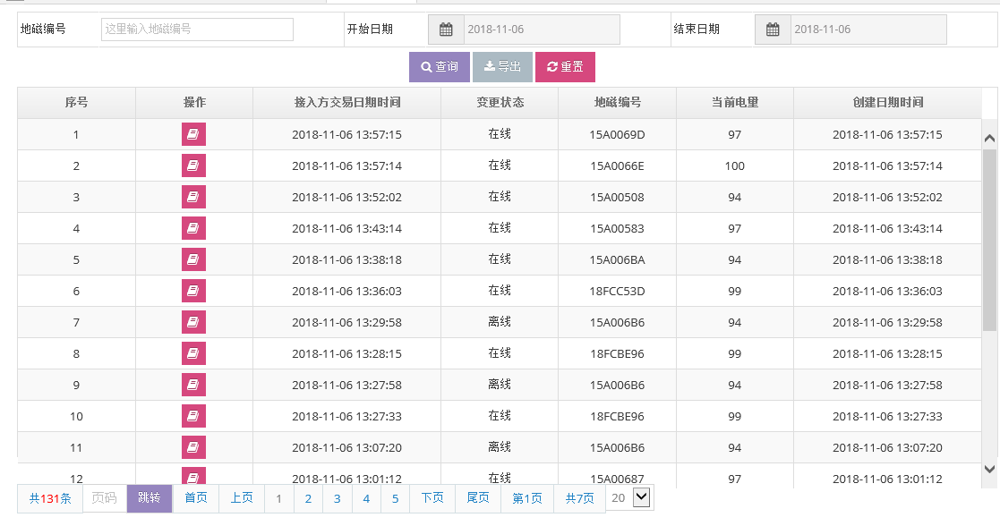 地磁编号 这里输入地磁编号 开始日期 2018-11-06 结束日期 2018-11-06
查询 导出 重置
序号 操作 接入方交易日期时间 变更状态 地磁编号 当前电量 创建日期时间
1 2018-11-06 13:57:15 在线 15A0069D 97 2018-11-06 13:57:15
2 2018-11-06 13:57:14 在线 15A0066E 100 2018-11-06 13:57:14
3 2018-11-06 13:52:02 在线 15A00508 94 2018-11-06 13:52:02
4 2018-11-06 13:43:14 在线 15A00583 97 2018-11-06 13:43:14
5 2018-11-06 13:38:18 在线 15A006BA 94 2018-11-06 13:38:18
6 2018-11-06 13:36:03 在线 18FCC53D 99 2018-11-06 13:36:03
7 2018-11-06 13:29:58 离线 15A006B6 94 2018-11-06 13:29:58
8 2018-11-06 13:28:15 在线 18FCBE96 99 2018-11-06 13:28:15
9 2018-11-06 13:27:58 离线 15A006B6 94 2018-11-06 13:27:58
10 2018-11-06 13:27:33 在线 18FCBE96 99 2018-11-06 13:27:33
11 2018-11-06 13:07:20 离线 15A006B6 94 2018-11-06 13:07:20
12 2018-11-06 13:01:12 在线 15A00687 97 2018-11-06 13:01:12
共131条 页码 跳转 首页 上页 1 2 3 4 5 下页 尾页 第1页 共7页 20